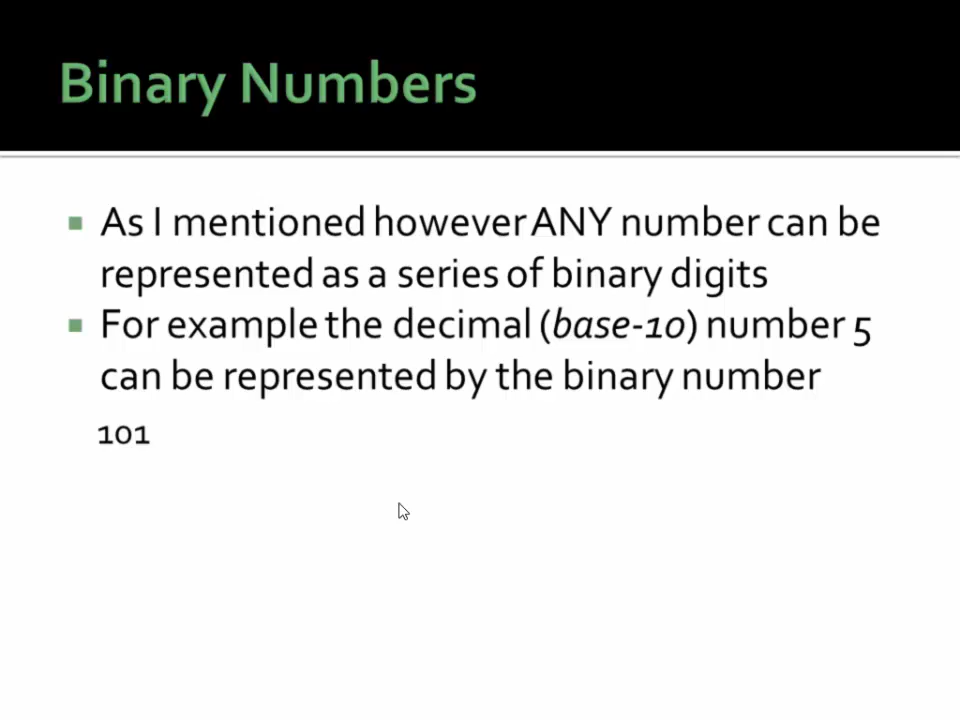 Binary Numbers
As I mentioned however ANY number can be
represented as a series of binary digits
For example the decimal (base-10) number 5
can be represented by the binary number
101